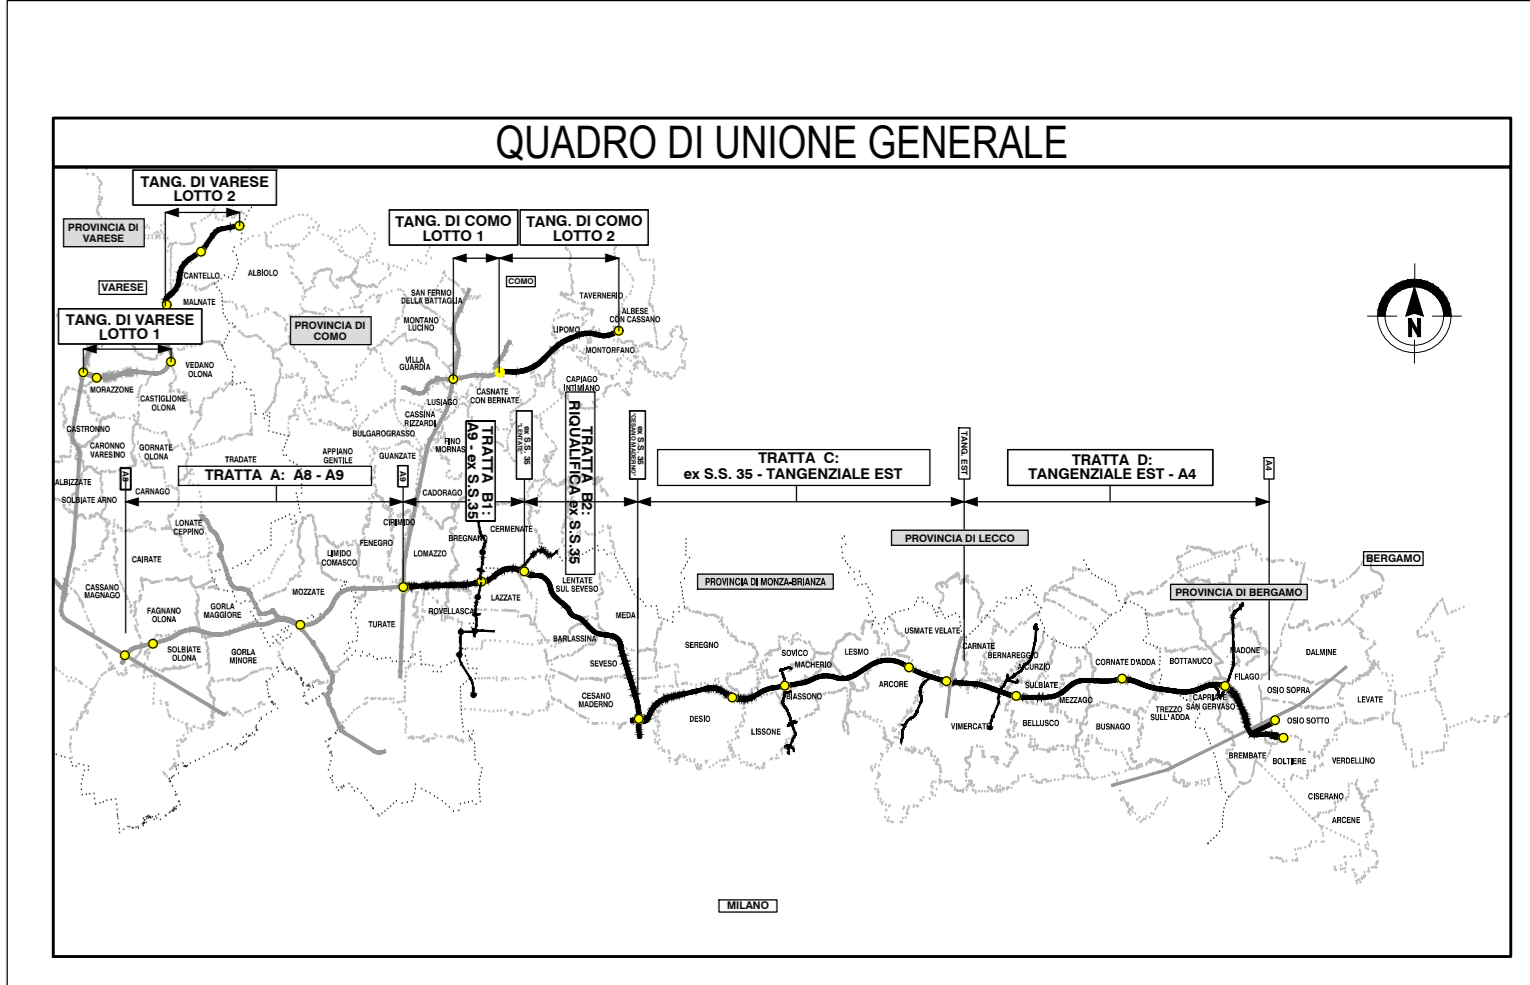 QUADRO DI UNIONE GENERALE
TANG. DI VARESE
LOTTO 2
PROVINCIA DI
VARESE
TANG. DI COMO
LOTTO 1
TANG. DI COMO
LOTTO 2
CANTELLO
ALBIOLO
VARESE
MALNATE
COMO
SAN FERMO
DELLA BATTAGLIA
TAVERNERIO
ALBESE
CON CASSANO
TANG. DI VARESE
LOTTO 1
PROVINCIA DI
COMO
MONTANO
LUCINO
LIPOMO
MONTORFANO
N
VEDANO
OLONA
VILLA
GUARDIA
MORAZZONE
CASTIGLIONE
OLONA
LUISAGO
CASNATE
CON BERNATE
CAPIAGO
INTIMIANO
CASSINA
RIZZARDI
CASTRONNO
BULGAROGRASSO
CARONNO
VARESINO
GORNATE
OLONA
TRADATE
APPIANO
GENTILE
GUANZATE
FINO
MORNAS
TRATTA B1:
A9 - ex S.S.35
ex S.S. 35
"LENTATE"
TRATTA B2:
RIQUALIFICA ex S.S.35
ex S.S. 35
"CESANO MADERNO"
TRATTA C:
ex S.S. 35 - TANGENZIALE EST
TANG. EST
TRATTA D:
TANGENZIALE EST - A4
A4
A8
TRATTA A: A8 - A9
A9
ALBIZZATE
SOLBIATE ARNO
CARNAGO
CADORAGO
LONATE
CEPPINO
CIRIMIDO
FENEGRO
CERMENATE
BREGNANO
PROVINCIA DI LECCO
CAIRATE
LIMIDO
COMASCO
LOMAZZO
BERGAMO
CASSANO
MAGNAGO
MOZZATE
LAZZATE
LENTATE
SUL SEVESO
PROVINCIA DI MONZA-BRIANZA
PROVINCIA DI BERGAMO
FAGNANO
OLONA
GORLA
MAGGIORE
TURATE
ROVELLASCA
MEDA
USMATE VELATE
SOLBIATE
OLONA
GORLA
MINORE
BARLASSINA
SEVESO
SEREGNO
SOVICO
MACHERIO
LESMO
CARNATE
BERNAREGGIO
AICURZIO
CORNATE D'ADDA
BOTTANUCO
MADONE
DALMINE
FILAGO
ARCORE
SULBIATE
CESANO
MADERNO
BIASSONO
MEZZAGO
CAPRIATE
SAN GERVASO
OSIO SOPRA
LEVATE
DESIO
LISSONE
VIMERCATE
BELLUSCO
BUSNAGO
TREZZO
SULL'ADDA
OSIO SOTTO
BREMBATE
BOLTIERE
VERDELLINO
CISERANO
ARCENE
MILANO